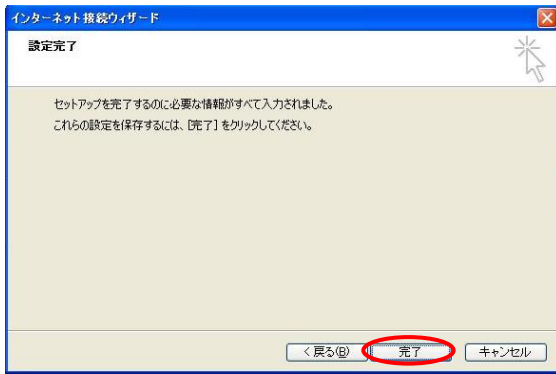 インターネット接続ウィザード
設定完了
セットアップを完了するのに必要な情報がすべて入力されました。
これらの設定を保存するには、[完了] をクリックしてください。
< 戻る(B) 完了 キャンセル